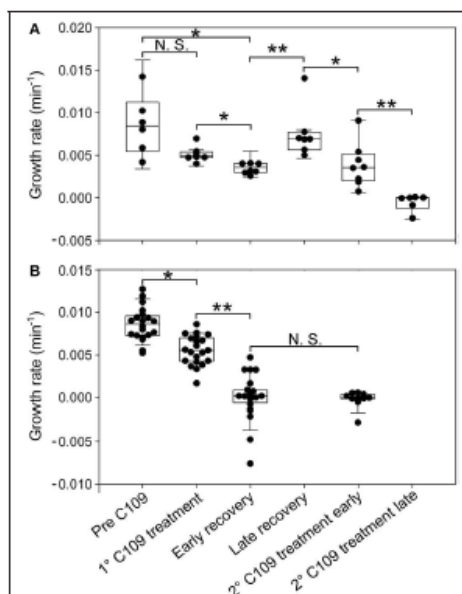 A
*
N. S.
**
*
*
**
0.020
0.015
0.010
0.005
0.000
−0.005
Growth rate (min⁻¹)
B
*
**
N. S.
0.015
0.010
0.005
0.000
−0.005
−0.010
Growth rate (min⁻¹)
Pre C109
1° C109 treatment
Early recovery
Late recovery
2° C109 treatment early
2° C109 treatment late